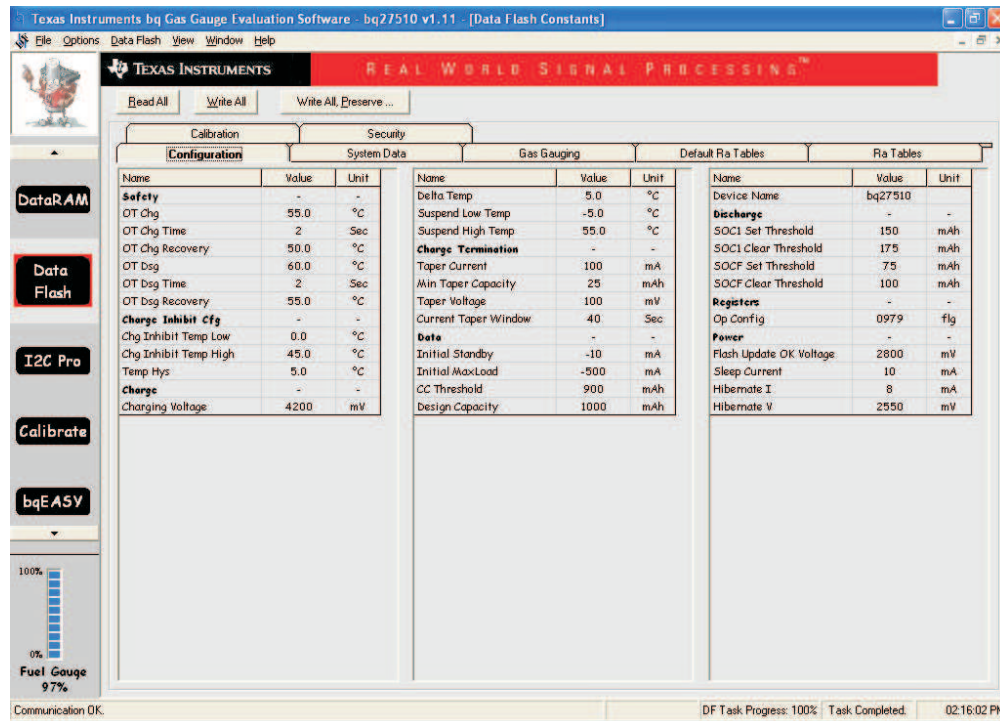 Texas Instruments bq Gas Gauge Evaluation Software - bq27510 v1.11 - [Data Flash Constants]
File Options Data Flash View Window Help
TEXAS INSTRUMENTS REAL WORLD SIGNAL PROCESSING™
Read All Write All Write All, Preserve ...
Calibration Security
Configuration System Data Gas Gauging Default Ra Tables Ra Tables
DataRAM
Data
Flash
I2C Pro
Calibrate
bqEASY
100%
0%
Fuel Gauge
97%
Name Value Unit
Safety - -
OT Chg 55.0 °C
OT Chg Time 2 Sec
OT Chg Recovery 50.0 °C
OT Dsg 60.0 °C
OT Dsg Time 2 Sec
OT Dsg Recovery 55.0 °C
Charge Inhibit Cfg - -
Chg Inhibit Temp Low 0.0 °C
Chg Inhibit Temp High 45.0 °C
Temp Hys 5.0 °C
Charge - -
Charging Voltage 4200 mV
Name Value Unit
Delta Temp 5.0 °C
Suspend Low Temp -5.0 °C
Suspend High Temp 55.0 °C
Charge Termination - -
Taper Current 100 mA
Min Taper Capacity 25 mAh
Taper Voltage 100 mV
Current Taper Window 40 Sec
Data - -
Initial Standby -10 mA
Initial MaxLoad -500 mA
CC Threshold 900 mAh
Design Capacity 1000 mAh
Name Value Unit
Device Name bq27510 -
Discharge - -
SOC1 Set Threshold 150 mAh
SOC1 Clear Threshold 175 mAh
SOCF Set Threshold 75 mAh
SOCF Clear Threshold 100 mAh
Registers - -
Op Config 0979 flg
Power - -
Flash Update OK Voltage 2800 mV
Sleep Current 10 mA
Hibernate I 8 mA
Hibernate V 2550 mV
Communication OK. DF Task Progress: 100% Task Completed. 02:16:02 PM